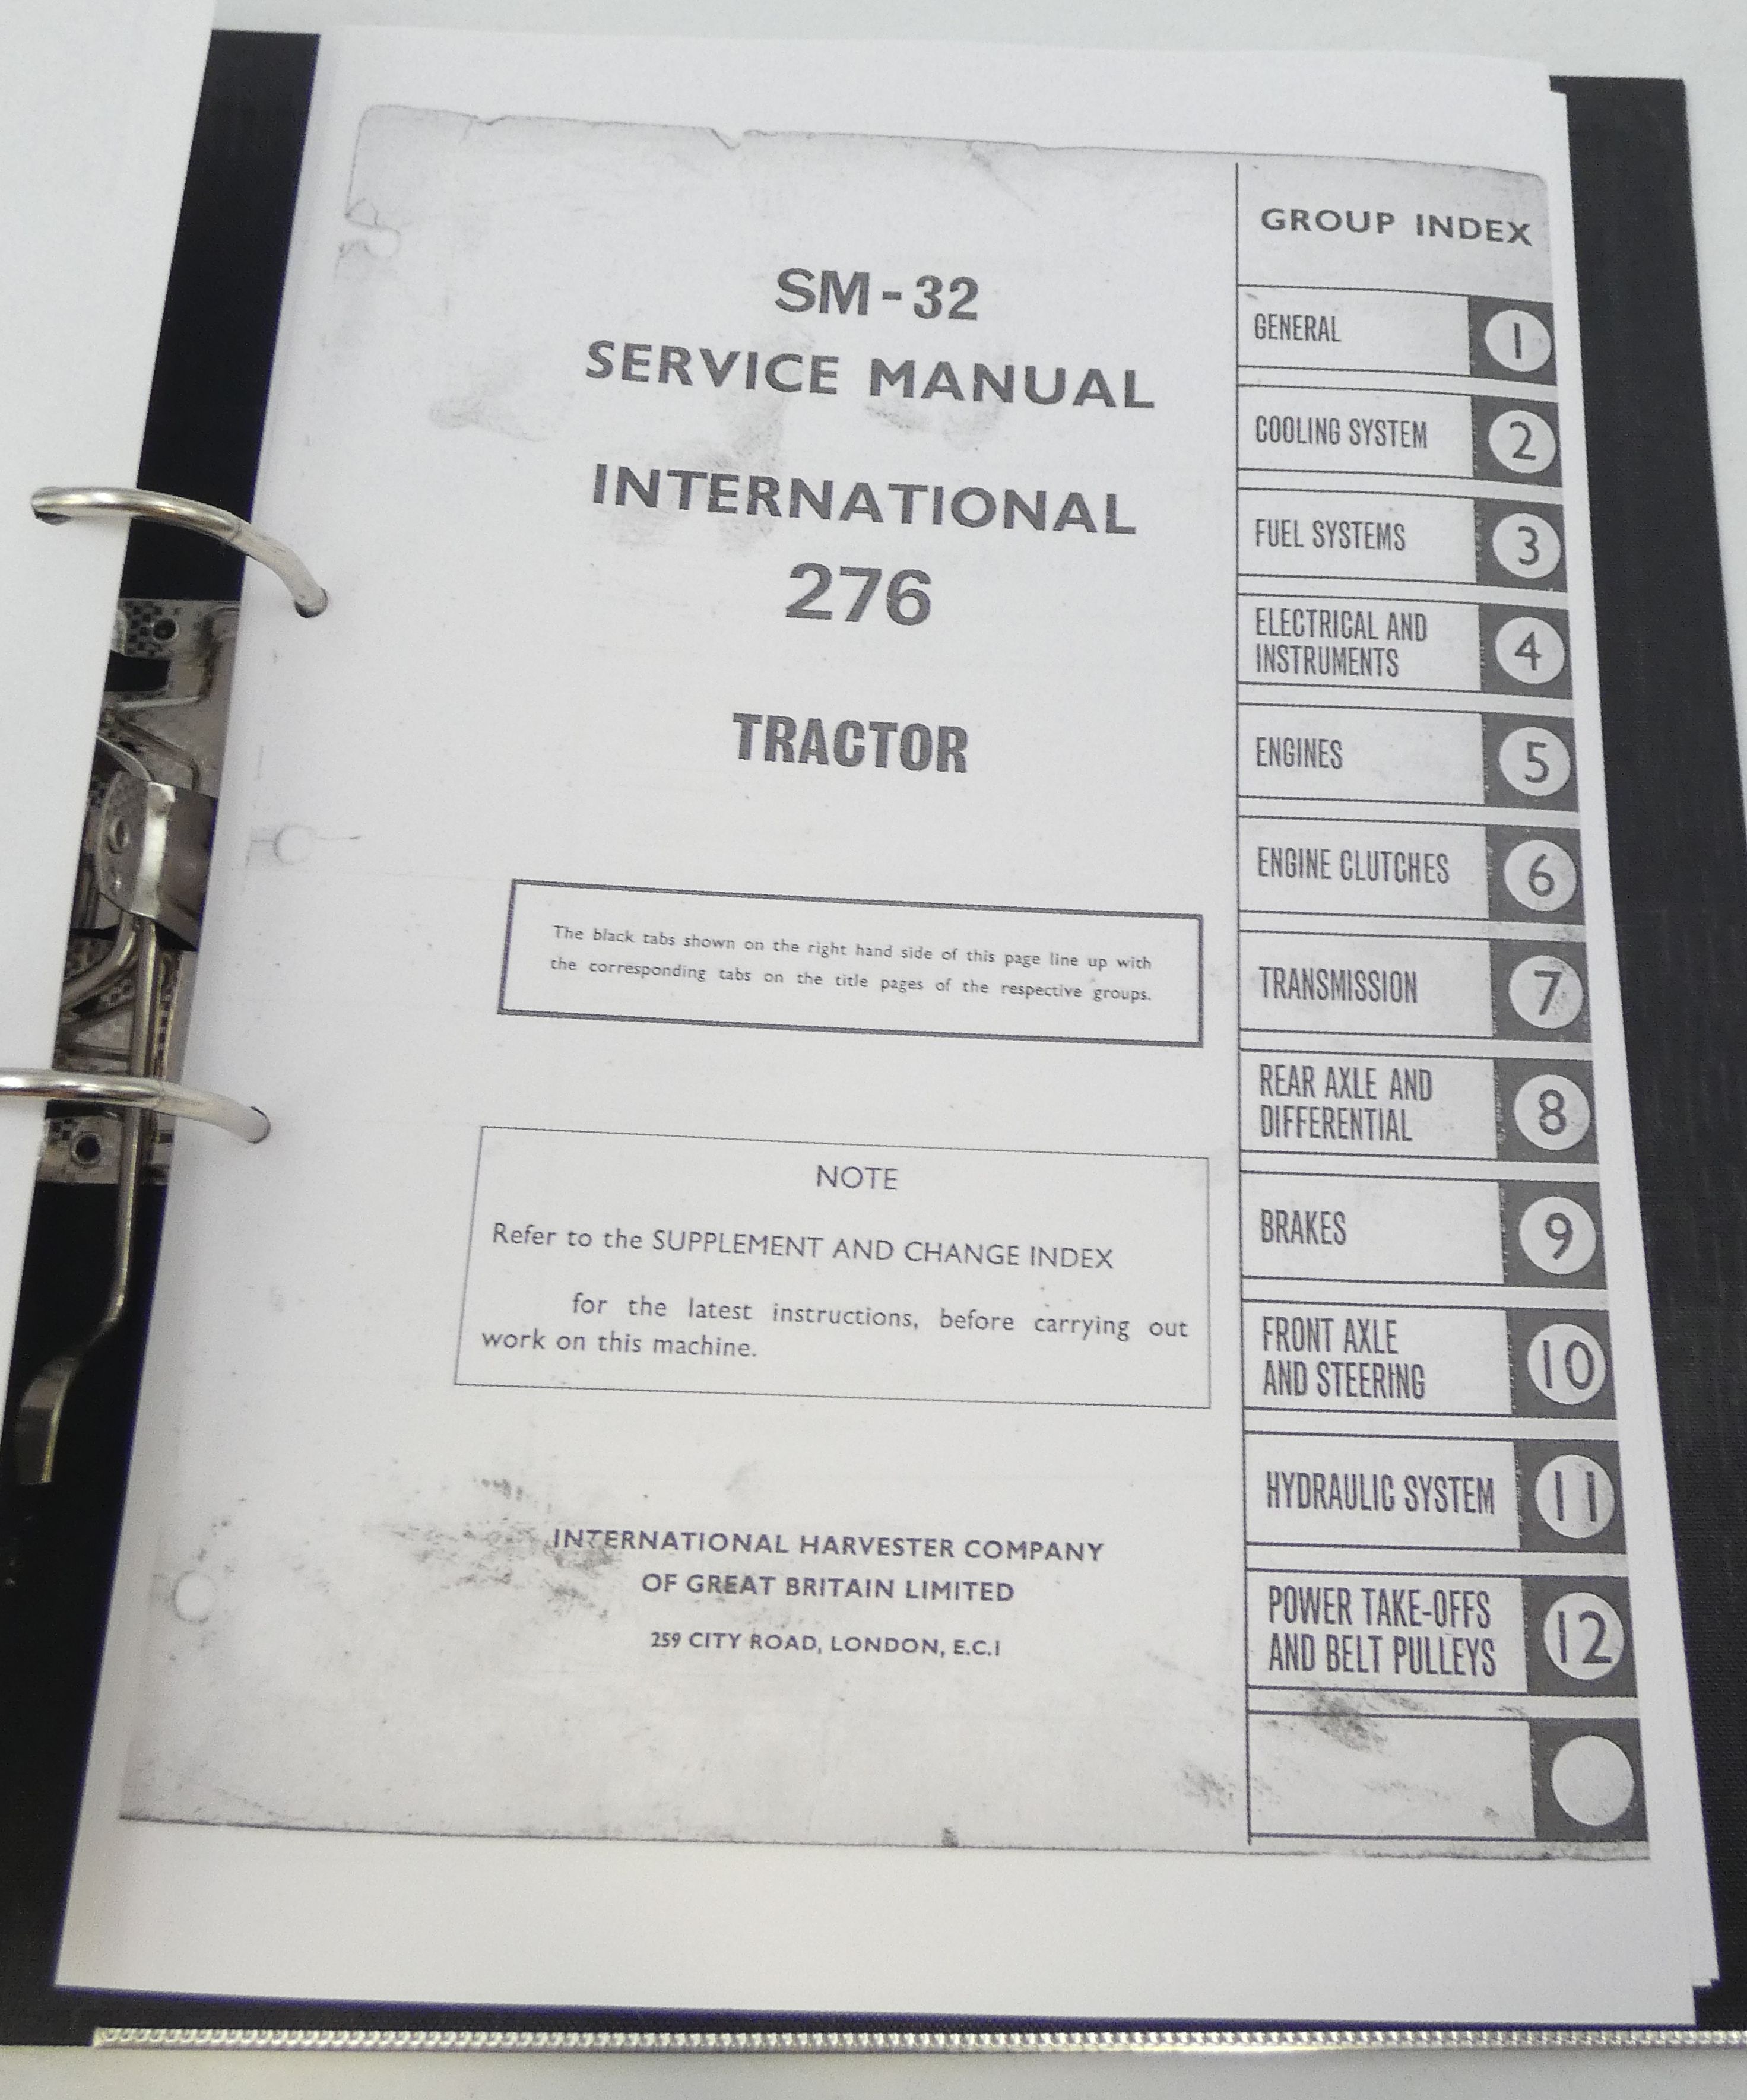 SM-32
SERVICE MANUAL
INTERNATIONAL
276
TRACTOR
The black tabs shown on the right hand side of this page line up with
the corresponding tabs on the title pages of the respective groups.
NOTE
Refer to the SUPPLEMENT AND CHANGE INDEX
for the latest instructions, before carrying out
work on this machine.
INTERNATIONAL HARVESTER COMPANY
OF GREAT BRITAIN LIMITED
259 CITY ROAD, LONDON, E.C.1
GROUP INDEX
GENERAL 1
COOLING SYSTEM 2
FUEL SYSTEMS 3
ELECTRICAL AND
INSTRUMENTS 4
ENGINES 5
ENGINE CLUTCHES 6
TRANSMISSION 7
REAR AXLE AND
DIFFERENTIAL 8
BRAKES 9
FRONT AXLE
AND STEERING 10
HYDRAULIC SYSTEM 11
POWER TAKE-OFFS
AND BELT PULLEYS 12